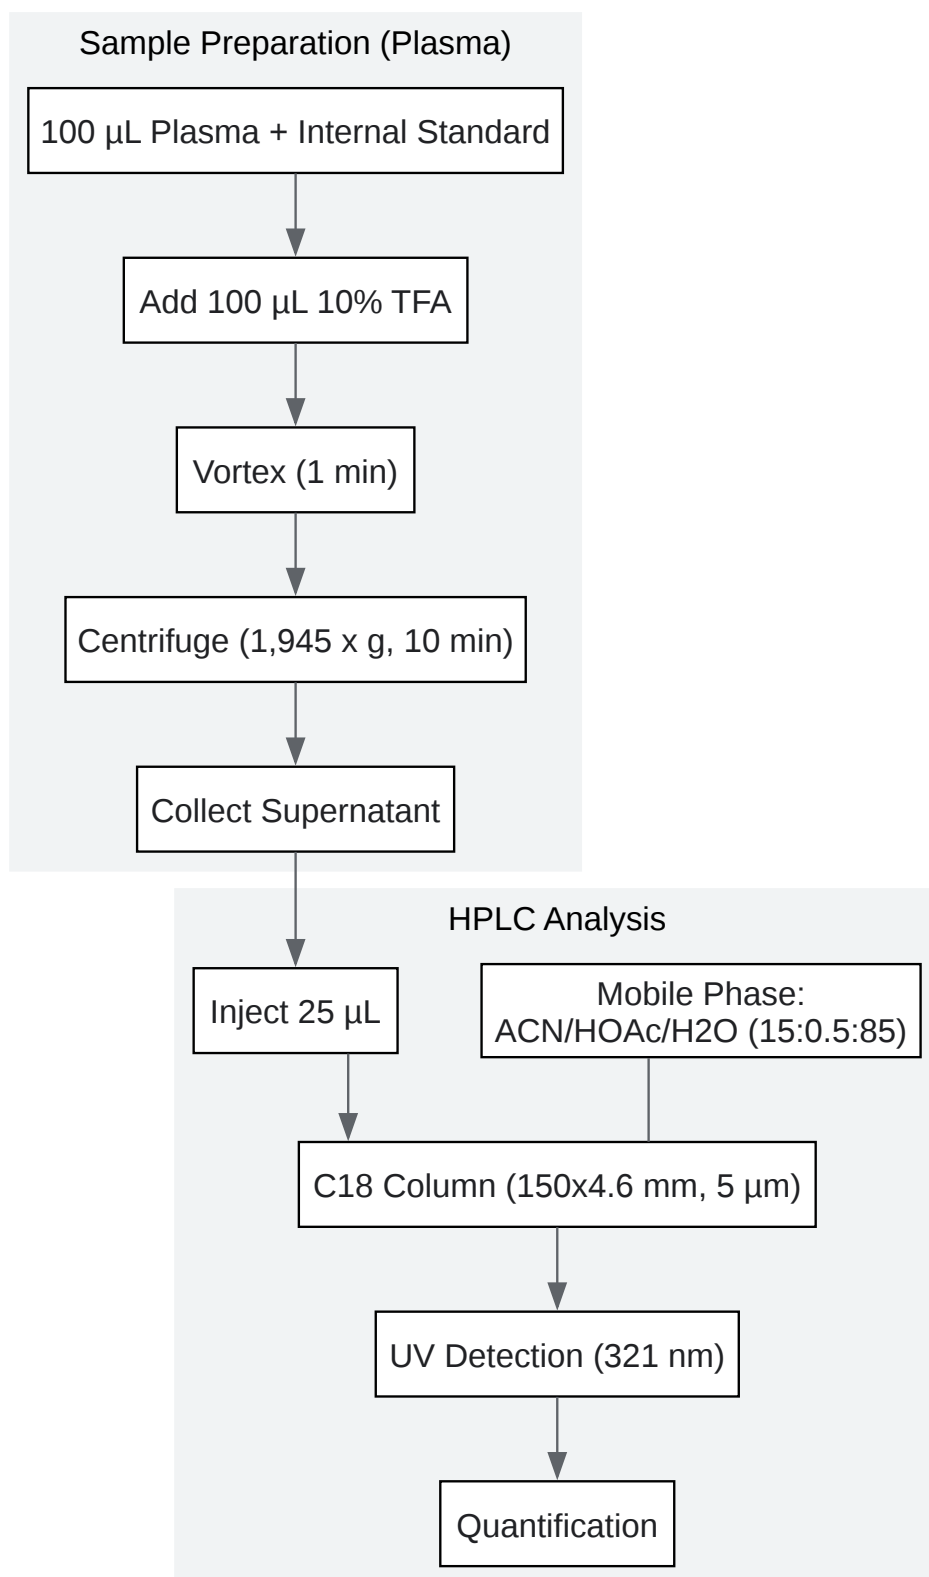 Sample Preparation (Plasma)
100 µL Plasma + Internal Standard
Add 100 µL 10% TFA
Vortex (1 min)
Centrifuge (1,945 x g, 10 min)
Collect Supernatant
HPLC Analysis
Inject 25 µL
Mobile Phase:
ACN/HOAc/H2O (15:0.5:85)
C18 Column (150x4.6 mm, 5 µm)
UV Detection (321 nm)
Quantification